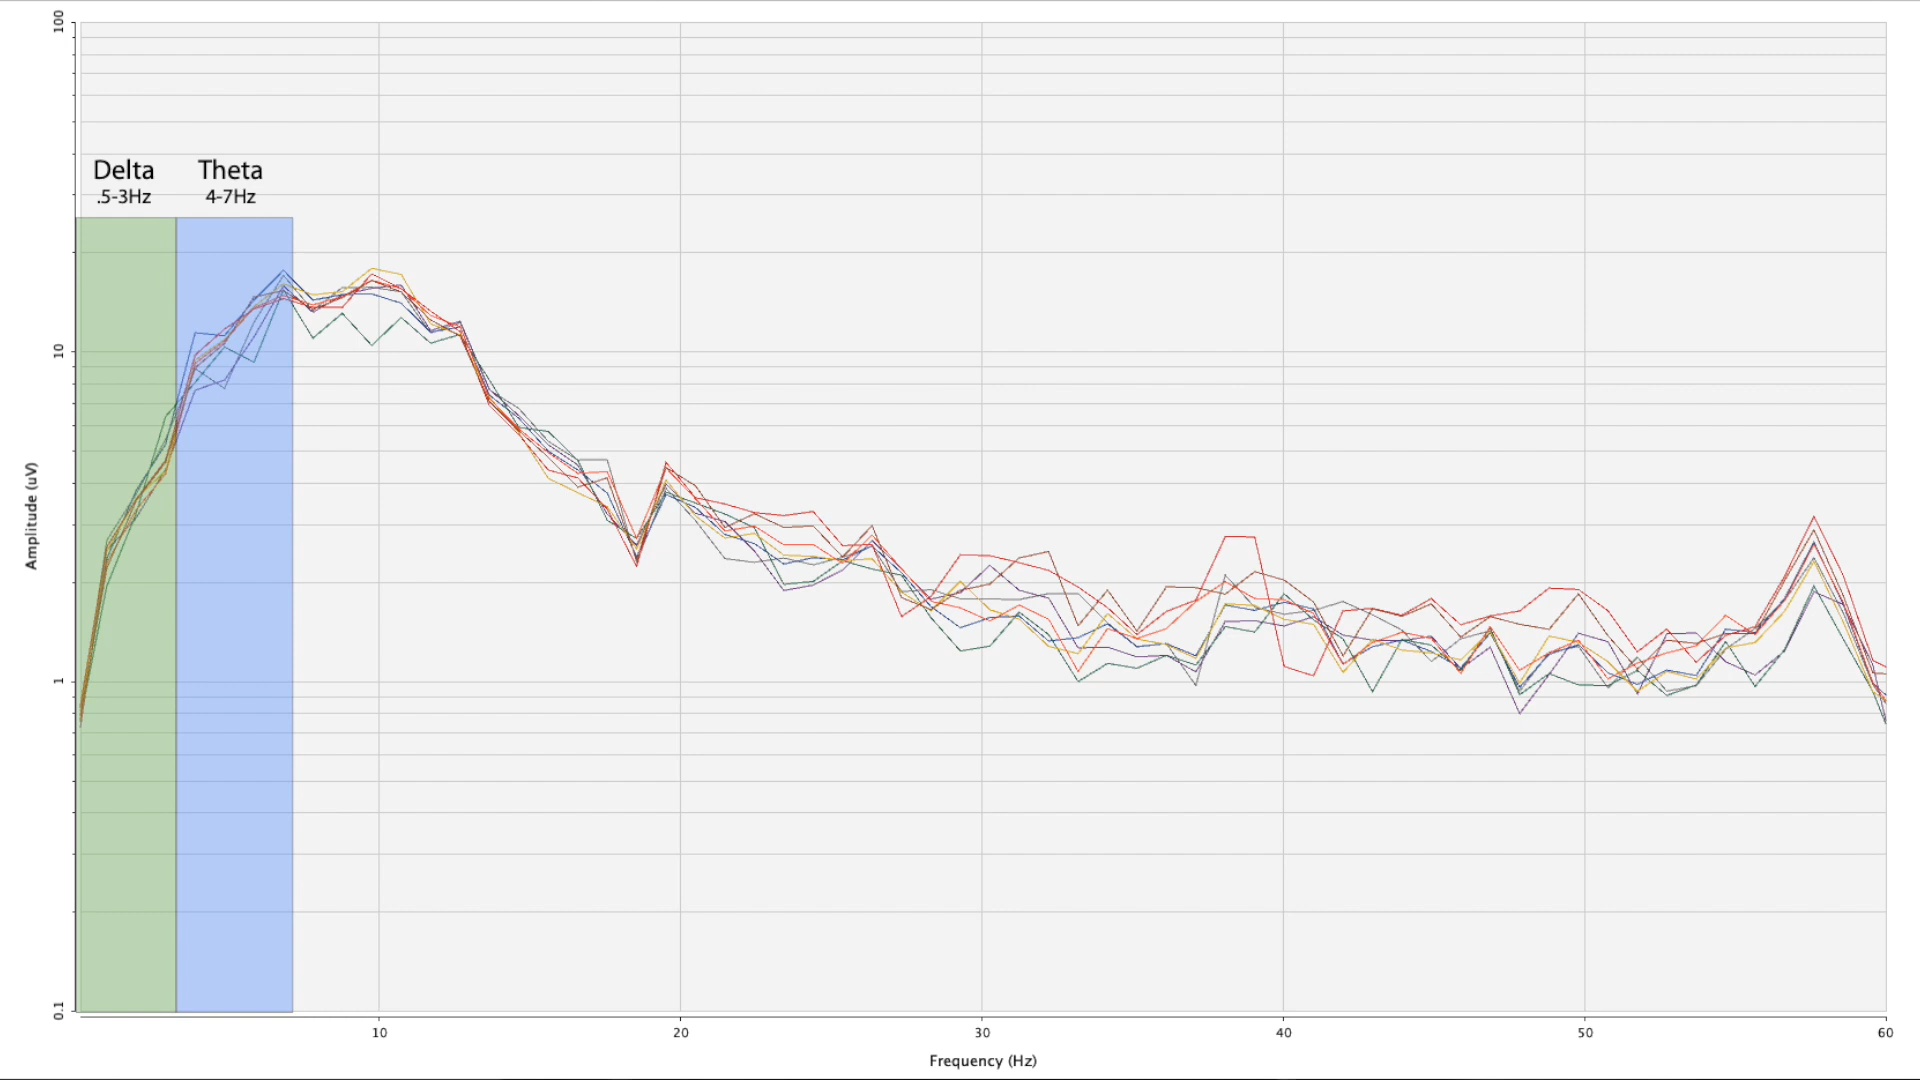 100
Delta
.5-3Hz
Theta
4-7Hz
10
Amplitude (uV)
1
0.1
10 20 30 40 50 60
Frequency (Hz)